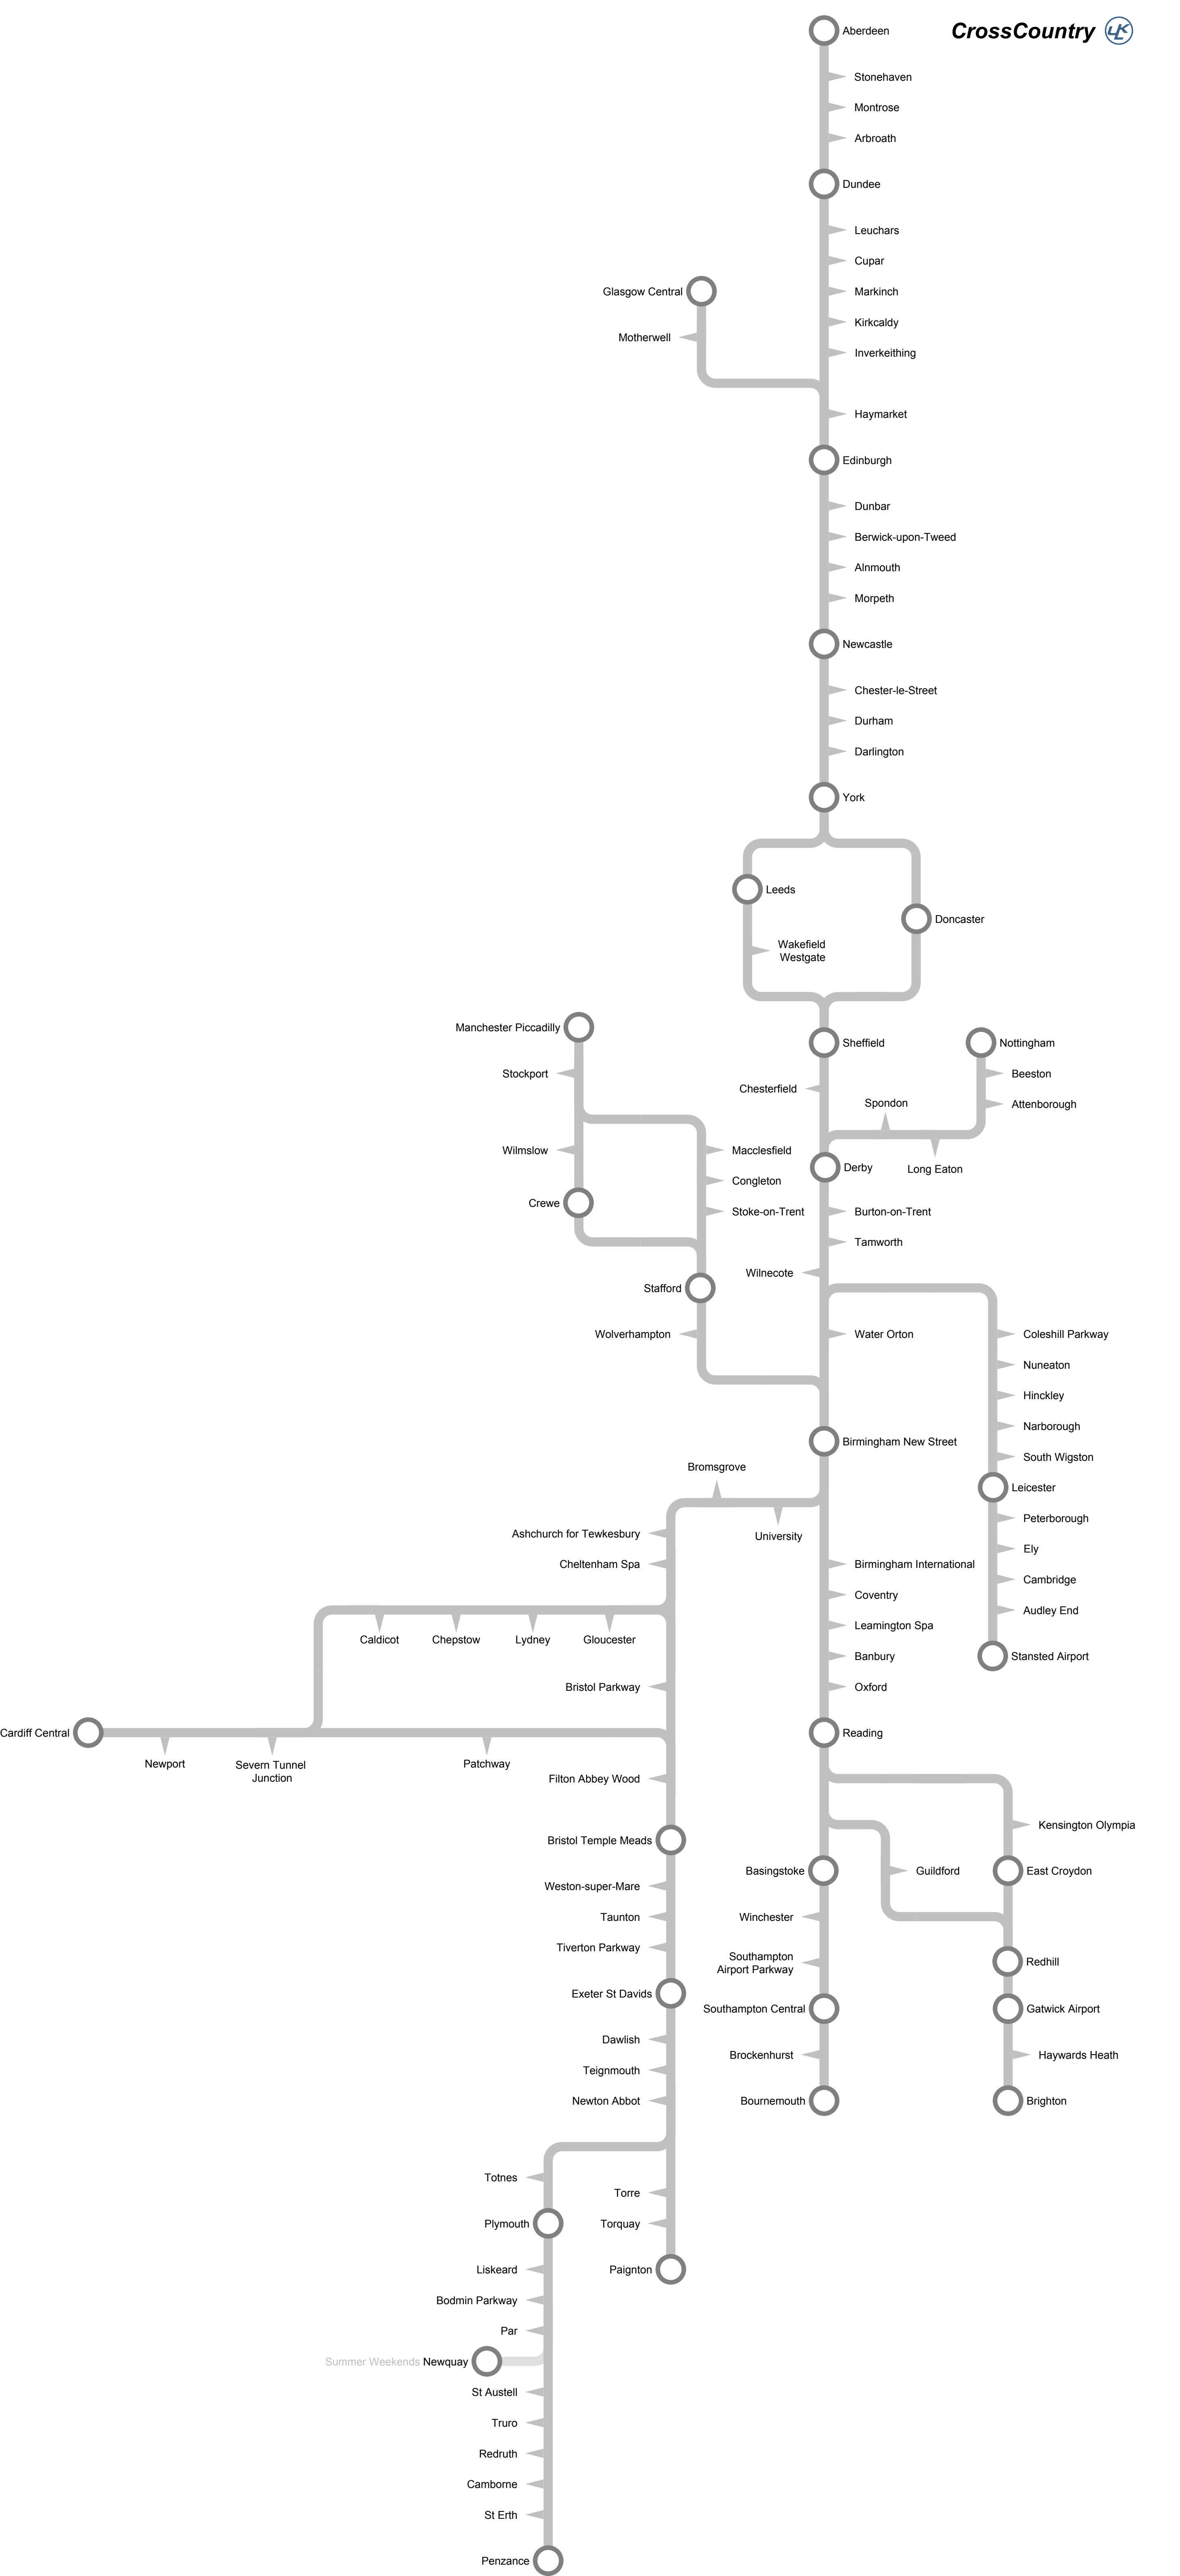 Aberdeen
CrossCountry
Stonehaven
Montrose
Arbroath
Dundee
Leuchars
Cupar
Glasgow Central
Markinch
Kirkcaldy
Motherwell
Inverkeithing
Haymarket
Edinburgh
Dunbar
Berwick-upon-Tweed
Alnmouth
Morpeth
Newcastle
Chester-le-Street
Durham
Darlington
York
Leeds
Doncaster
Wakefield
Westgate
Manchester Piccadilly
Sheffield
Nottingham
Stockport
Beeston
Chesterfield
Spondon
Attenborough
Wilmslow
Macclesfield
Derby
Long Eaton
Congleton
Crewe
Stoke-on-Trent
Burton-on-Trent
Tamworth
Wilnecote
Stafford
Wolverhampton
Water Orton
Coleshill Parkway
Nuneaton
Hinckley
Narborough
Birmingham New Street
South Wigston
Bromsgrove
Leicester
Peterborough
Ashchurch for Tewkesbury
University
Ely
Cheltenham Spa
Birmingham International
Cambridge
Coventry
Audley End
Leamington Spa
Caldicot
Chepstow
Lydney
Gloucester
Banbury
Stansted Airport
Bristol Parkway
Oxford
Cardiff Central
Reading
Newport
Severn Tunnel
Junction
Patchway
Filton Abbey Wood
Kensington Olympia
Bristol Temple Meads
Basingstoke
Guildford
East Croydon
Weston-super-Mare
Taunton
Winchester
Tiverton Parkway
Southampton
Airport Parkway
Redhill
Exeter St Davids
Southampton Central
Gatwick Airport
Dawlish
Brockenhurst
Haywards Heath
Teignmouth
Newton Abbot
Bournemouth
Brighton
Totnes
Torre
Plymouth
Torquay
Liskeard
Paignton
Bodmin Parkway
Par
Summer Weekends Newquay
St Austell
Truro
Redruth
Camborne
St Erth
Penzance